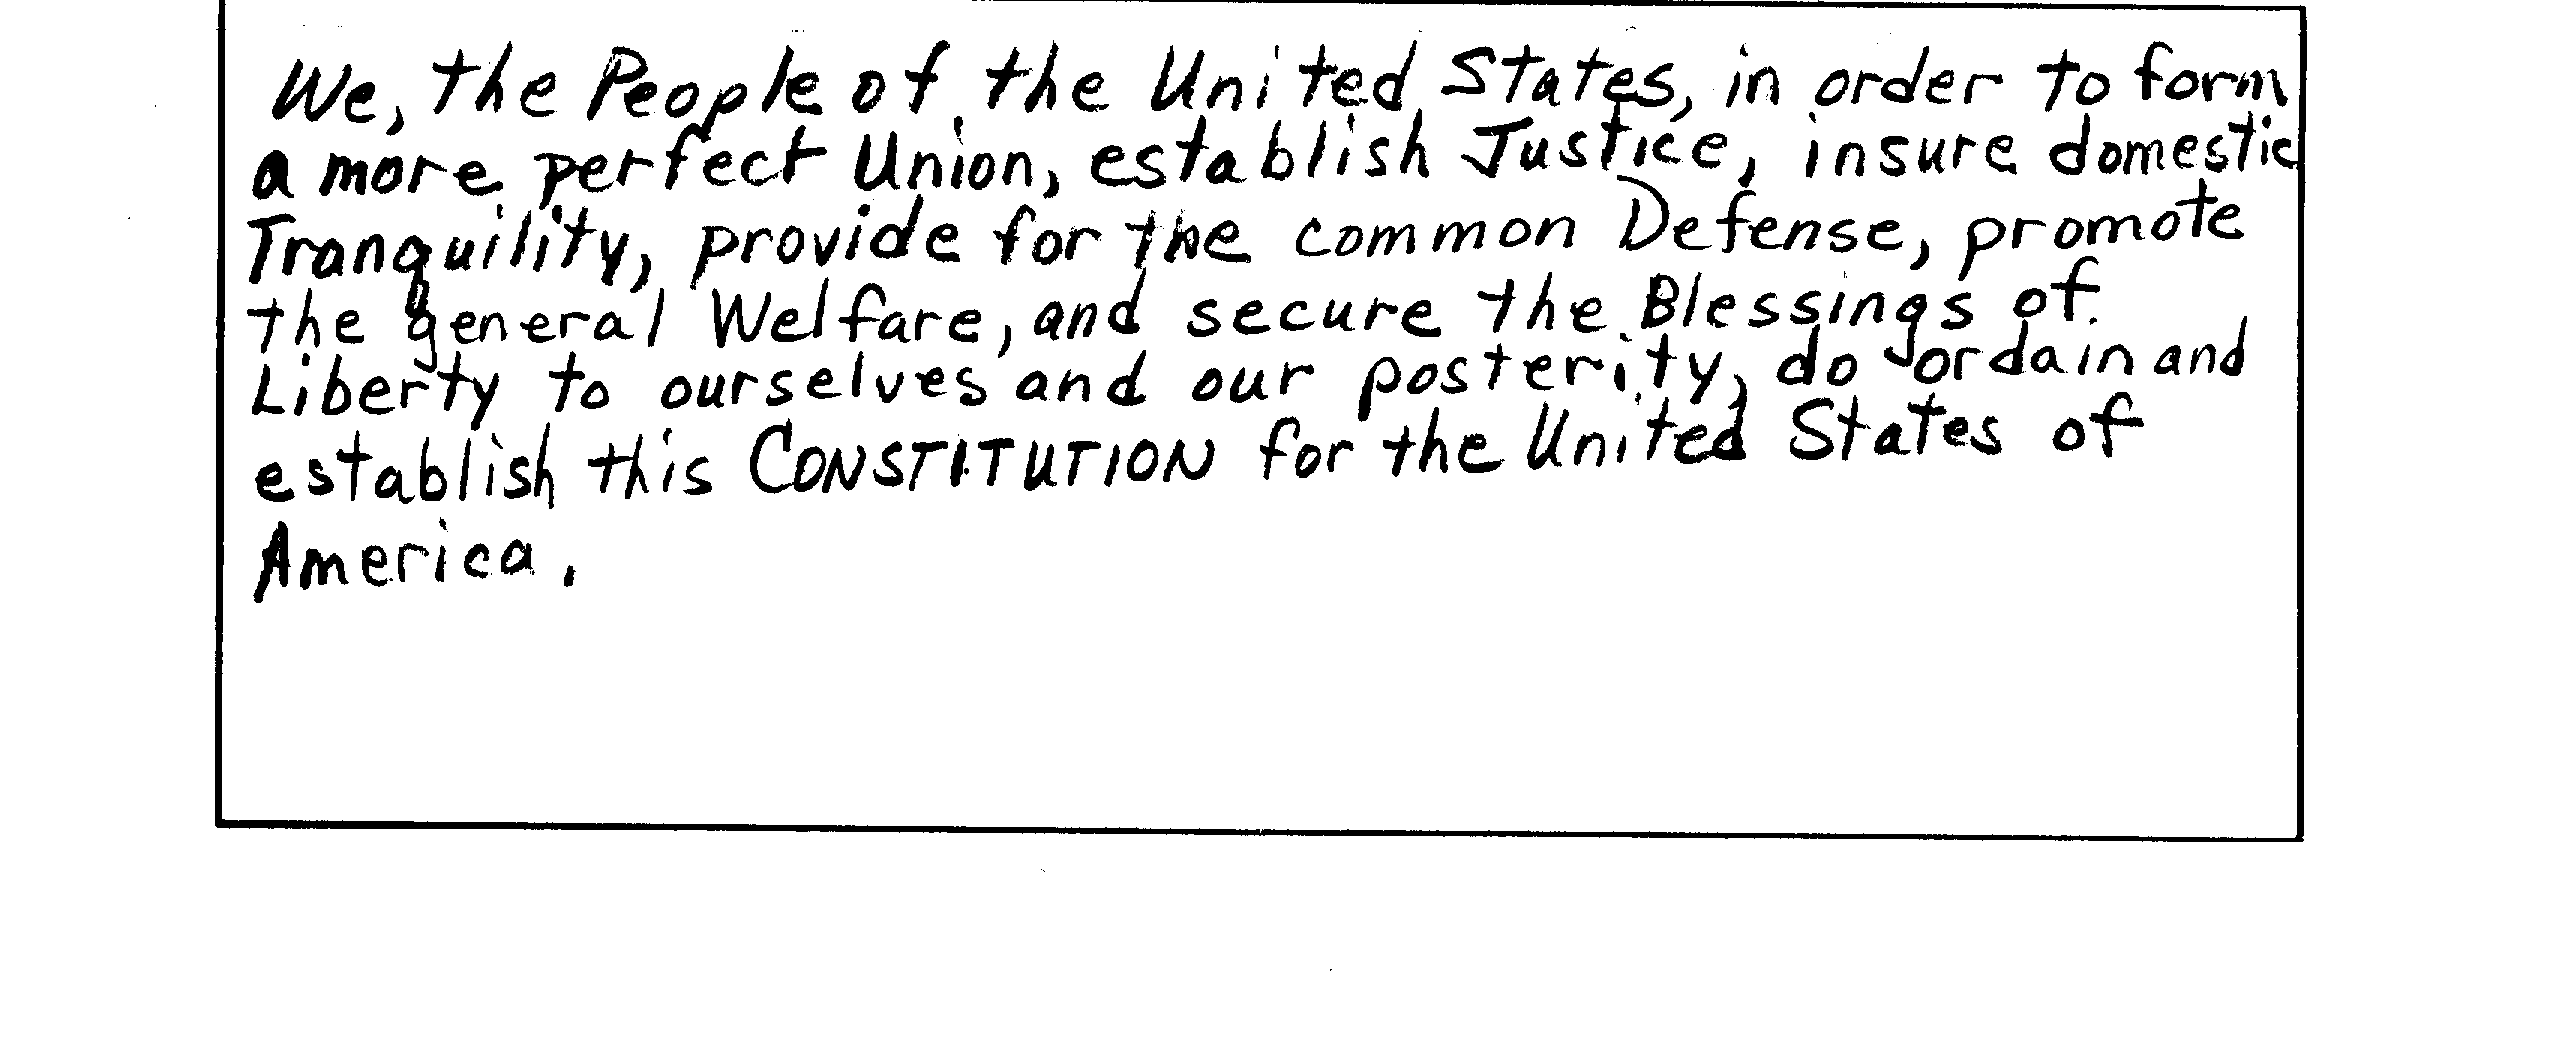 We, the People of the United States, in order to form
a more perfect Union, establish Justice, insure domestic
Tranquility, provide for the common Defense, promote
the general Welfare, and secure the Blessings of
Liberty to ourselves and our posterity, do ordain and
establish this CONSTITUTION for the United States of
America.